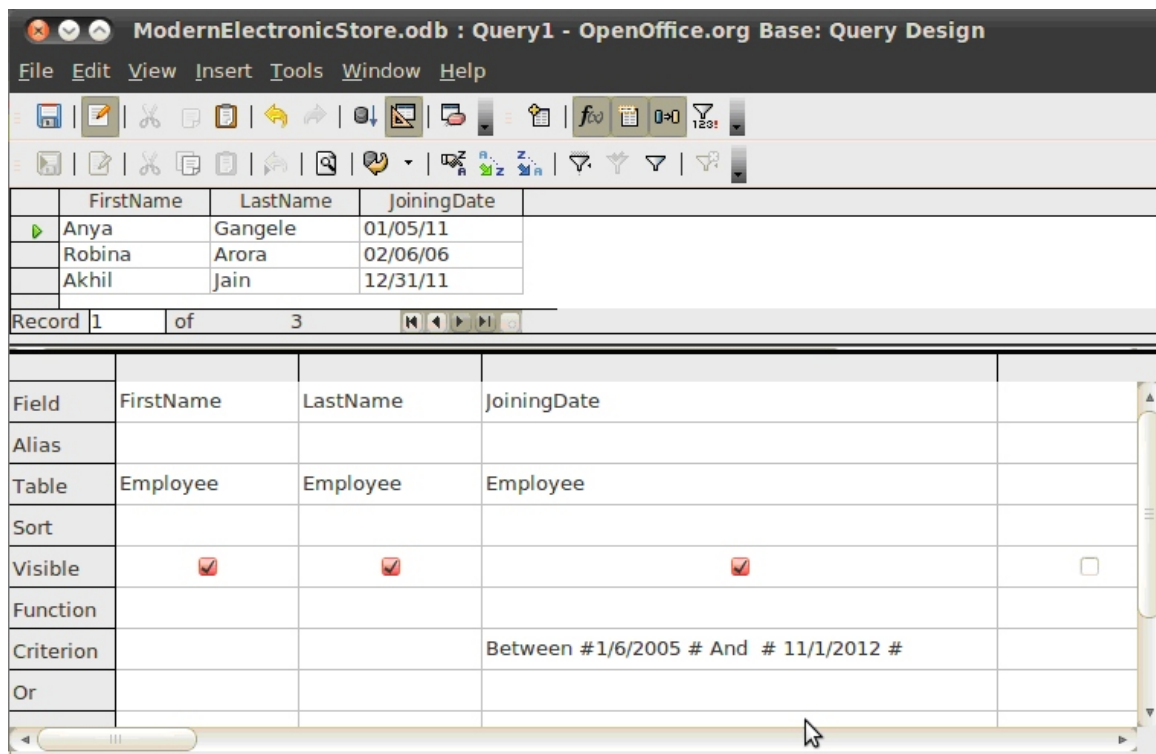 ModernElectronicStore.odb : Query1 - OpenOffice.org Base: Query Design
File Edit View Insert Tools Window Help
f(x) 0+0 123!
A Z A Z Z A
FirstName LastName JoiningDate
Anya Gangele 01/05/11
Robina Arora 02/06/06
Akhil Jain 12/31/11
Record 1 of 3
Field FirstName LastName JoiningDate
Alias
Table Employee Employee Employee
Sort
Visible
Function
Criterion Between #1/6/2005 # And # 11/1/2012 #
Or